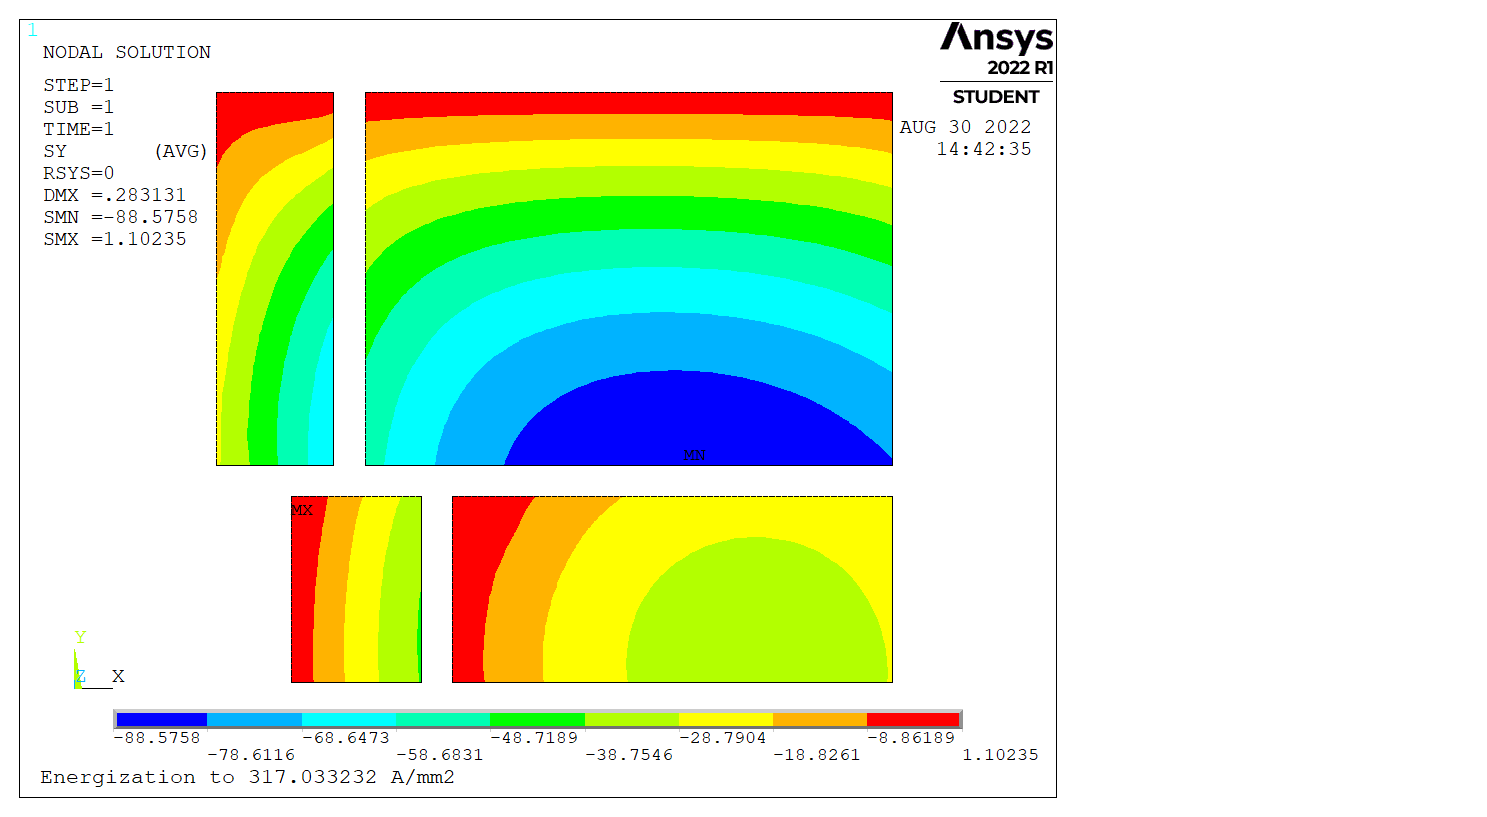 1
NODAL SOLUTION
STEP=1
SUB =1
TIME=1
SY (AVG)
RSYS=0
DMX =.283131
SMN =-88.5758
SMX =1.10235
Ansys
2022 R1
STUDENT
AUG 30 2022
14:42:35
MN
MX
Y
Z X
-88.5758 -68.6473 -48.7189 -28.7904 -8.86189
-78.6116 -58.6831 -38.7546 -18.8261 1.10235
Energization to 317.033232 A/mm2